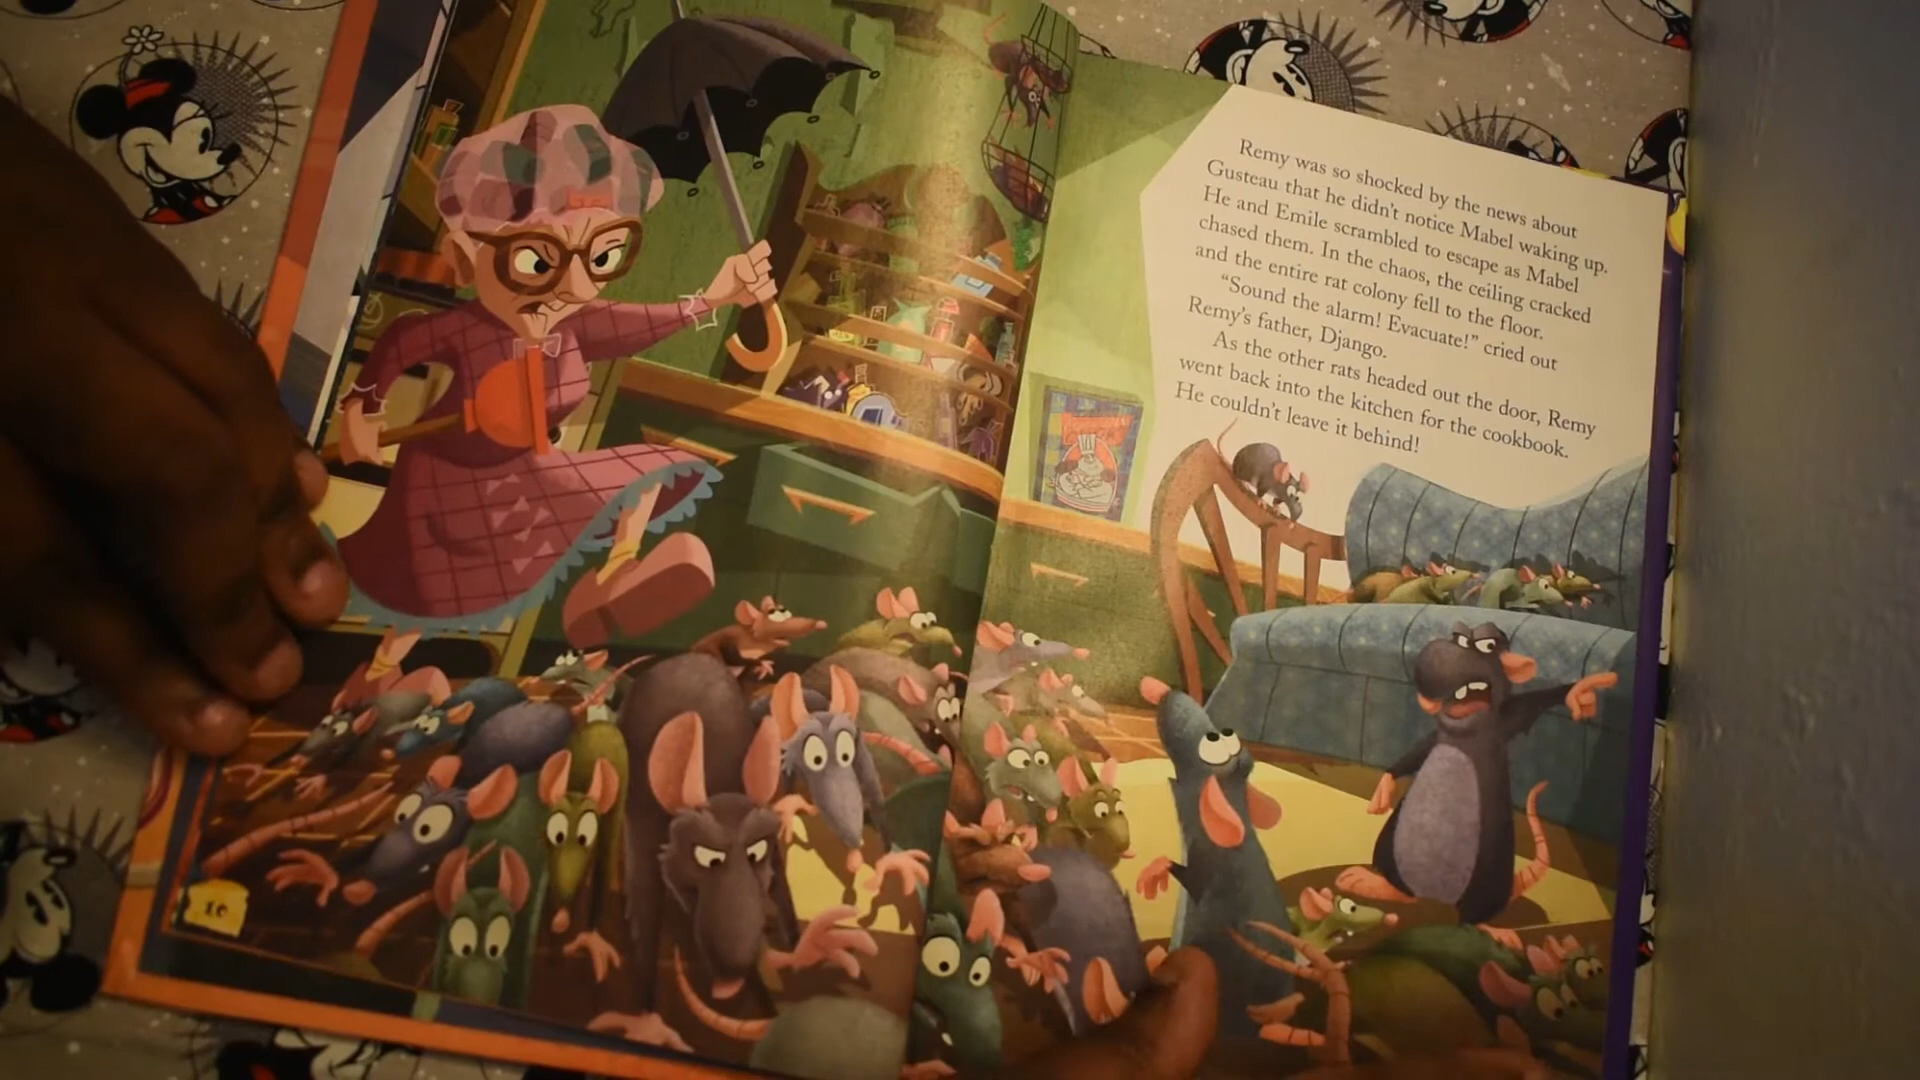 Remy was so shocked by the news about
Gusteau that he didn't notice Mabel waking up.
He and Emile scrambled to escape as Mabel
chased them. In the chaos, the ceiling cracked
and the entire rat colony fell to the floor.
"Sound the alarm! Evacuate!" cried out
Remy's father, Django.
As the other rats headed out the door, Remy
went back into the kitchen for the cookbook.
He couldn't leave it behind!
16